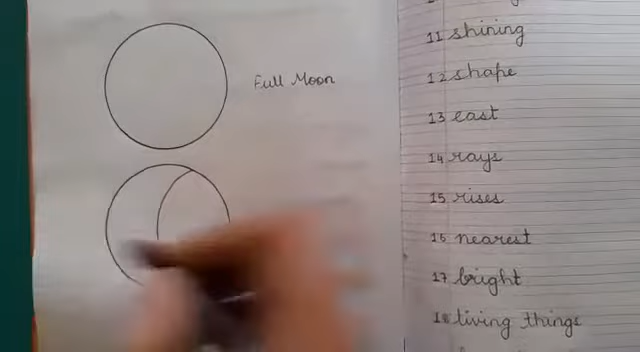 Full Moon
11 shining
12 shape
13 east
14 rays
15 rises
16 nearest
17 bright
18 living things